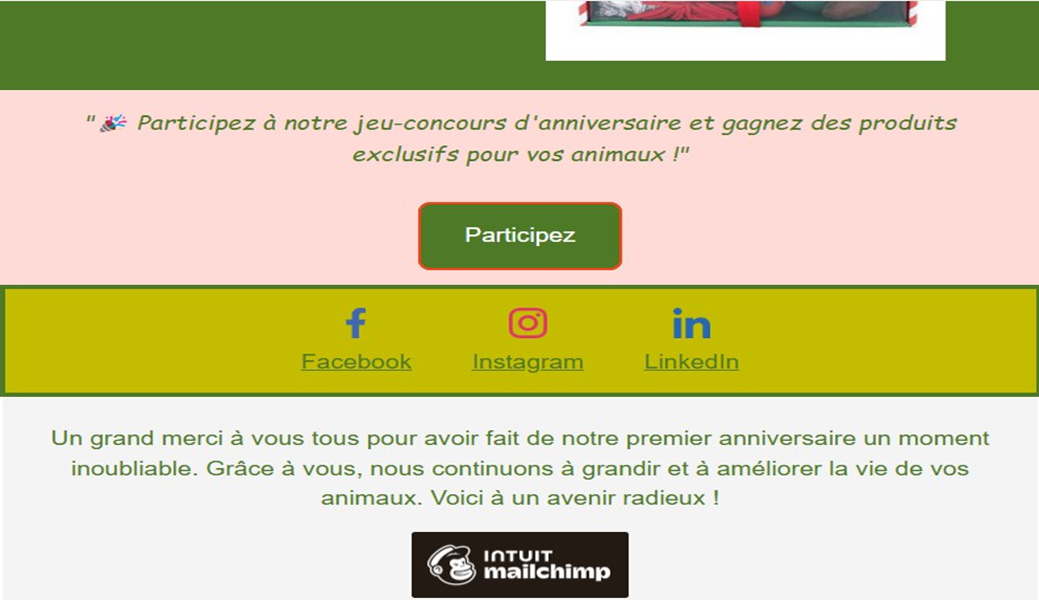 "🎉 Participez à notre jeu-concours d'anniversaire et gagnez des produits
exclusifs pour vos animaux !"
Participez
Facebook Instagram LinkedIn
Un grand merci à vous tous pour avoir fait de notre premier anniversaire un moment
inoubliable. Grâce à vous, nous continuons à grandir et à améliorer la vie de vos
animaux. Voici à un avenir radieux !
INTUIT
mailchimp